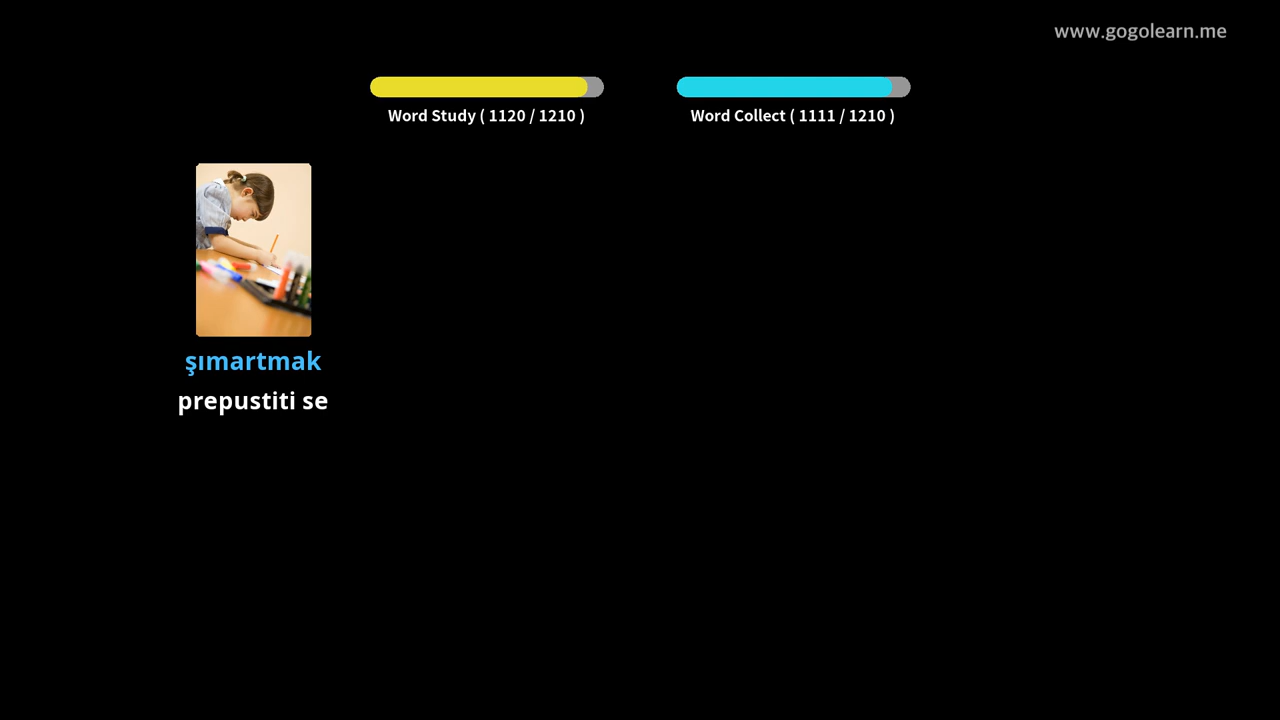 www.gogolearn.me
Word Study ( 1120 / 1210 )
Word Collect ( 1111 / 1210 )
şımartmak
prepustiti se